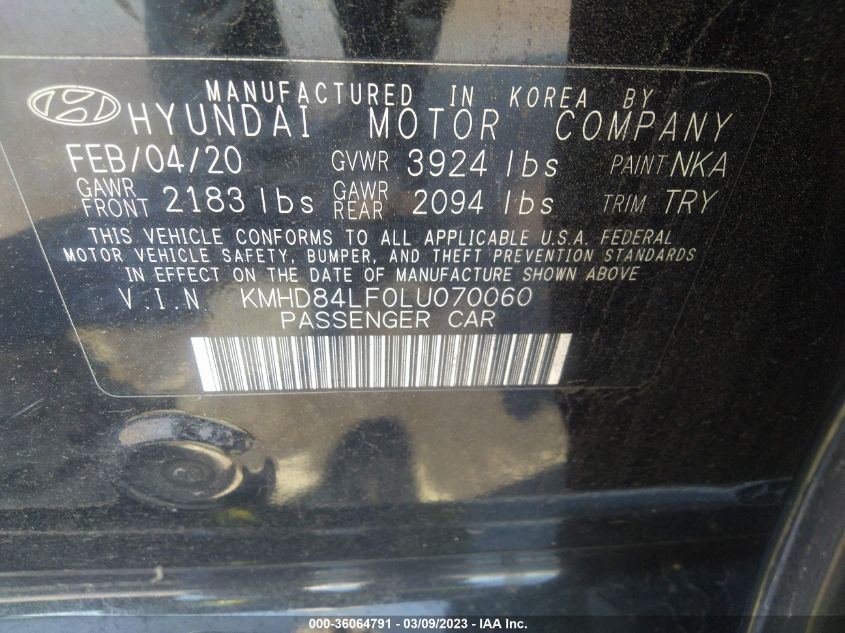 MANUFACTURED IN KOREA BY
HYUNDAI MOTOR COMPANY
FEB/04/20 GVWR 3924 lbs PAINT NKA
GAWR FRONT 2183 lbs GAWR REAR 2094 lbs TRIM TRY
THIS VEHICLE CONFORMS TO ALL APPLICABLE U.S.A. FEDERAL
MOTOR VEHICLE SAFETY, BUMPER, AND THEFT PREVENTION STANDARDS
IN EFFECT ON THE DATE OF MANUFACTURE SHOWN ABOVE
V.I.N KMHD84LF0LU070060
PASSENGER CAR
000-36064791 - 03/09/2023 - IAA Inc.